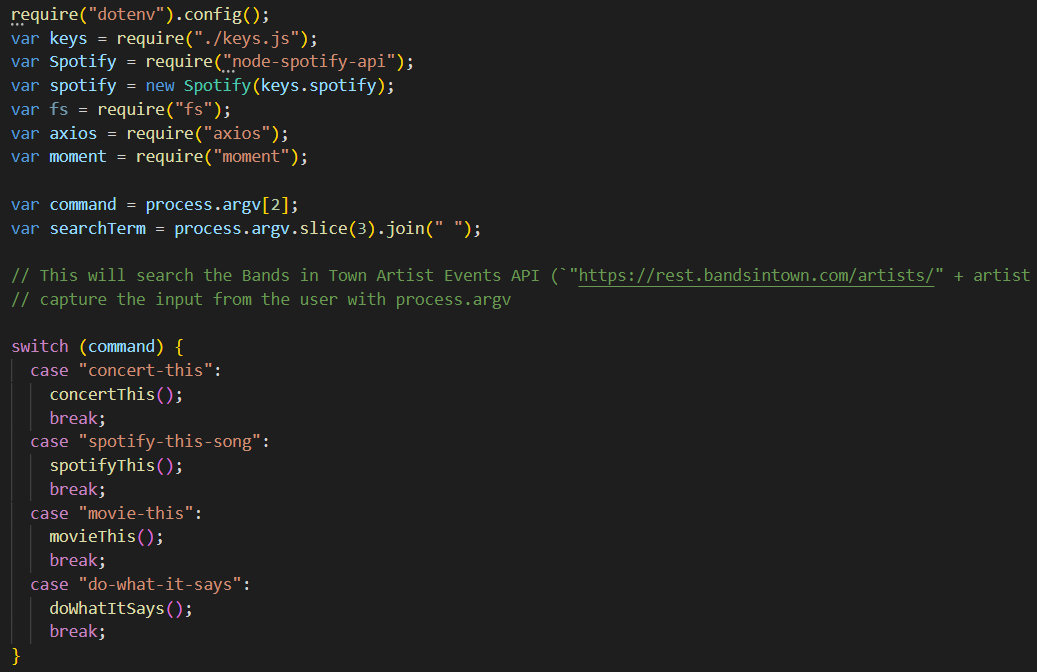 require("dotenv").config();
var keys = require("./keys.js");
var Spotify = require("node-spotify-api");
var spotify = new Spotify(keys.spotify);
var fs = require("fs");
var axios = require("axios");
var moment = require("moment");

var command = process.argv[2];
var searchTerm = process.argv.slice(3).join(" ");

// This will search the Bands in Town Artist Events API (`"https://rest.bandsintown.com/artists/" + artist
// capture the input from the user with process.argv

switch (command) {
  case "concert-this":
    concertThis();
    break;
  case "spotify-this-song":
    spotifyThis();
    break;
  case "movie-this":
    movieThis();
    break;
  case "do-what-it-says":
    doWhatItSays();
    break;
}